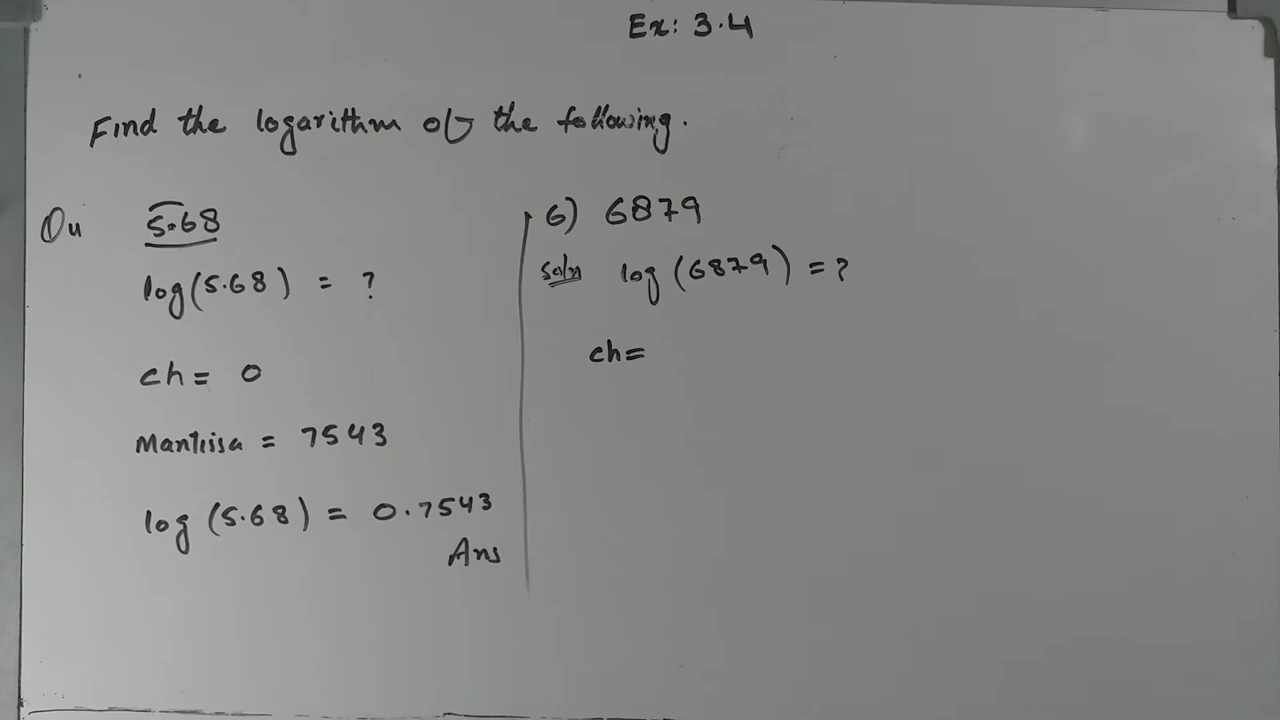 Ex: 3.4
Find the logarithm of the following.
Qu 5.68
log(5.68) = ?
ch = 0
Mantissa = 7543
log (5.68) = 0.7543
Ans
6) 6879
Soln log (6879) = ?
ch=